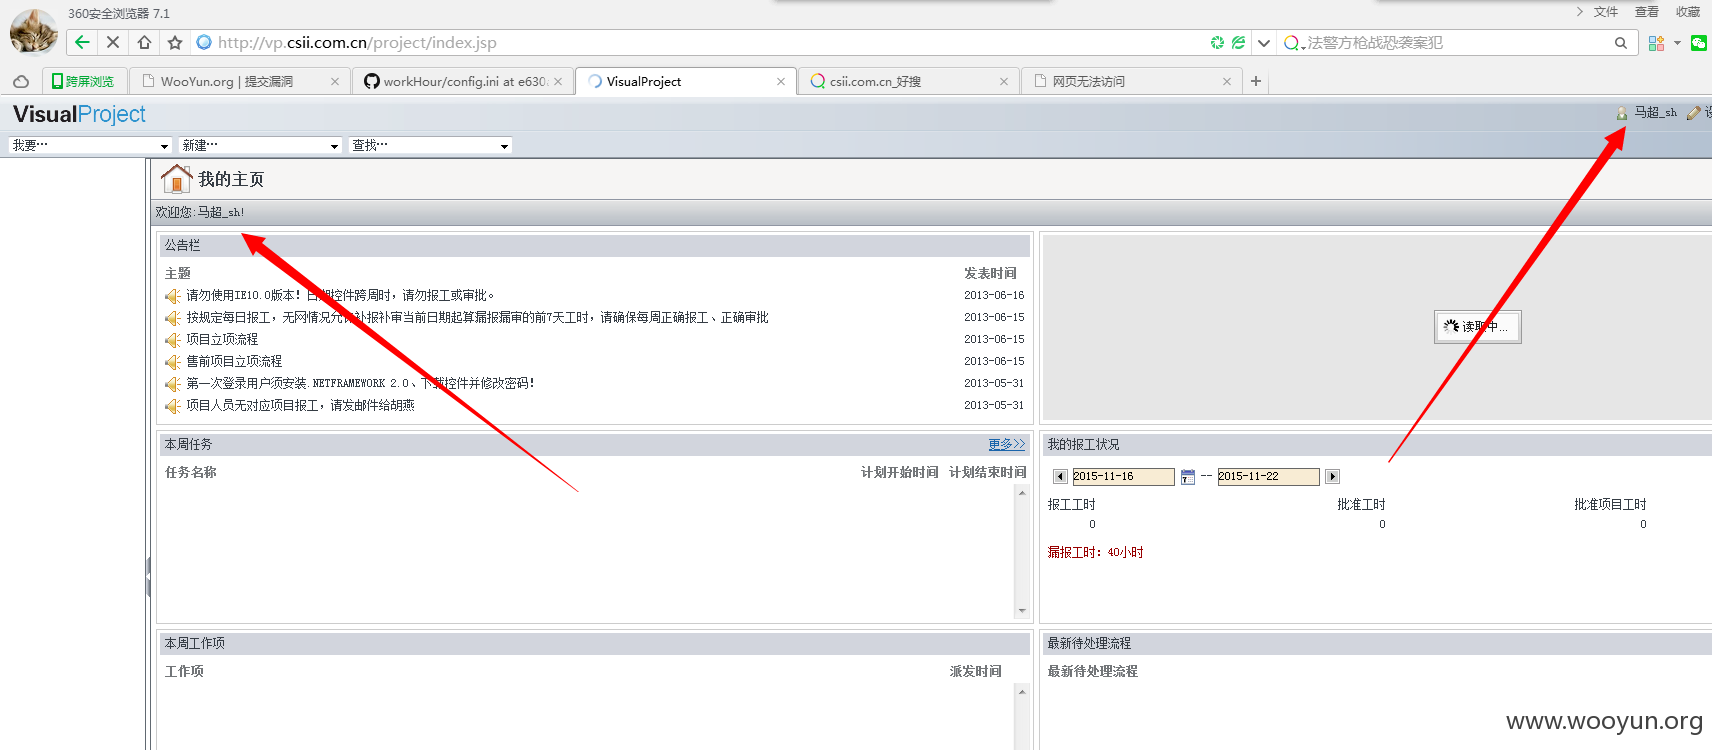 360安全浏览器 7.1
文件 查看 收藏
http://vp.csii.com.cn/project/index.jsp
法警方枪战恐袭案犯
跨屏浏览
WooYun.org | 提交漏洞
workHour/config.ini at e630
VisualProject
csii.com.cn_好搜
网页无法访问
VisualProject
马超_sh
我要… 新建… 查找…
我的主页
欢迎您:马超_sh!
公告栏
主题 发表时间
请勿使用IE10.0版本！日期控件跨周时，请勿报工或审批。 2013-06-16
按规定每日报工，无网情况允许补报补审当前日期起算漏报漏审的前7天工时，请确保每周正确报工、正确审批 2013-06-15
项目立项流程 2013-06-15
售前项目立项流程 2013-06-15
第一次登录用户须安装.NETFRAMEWORK 2.0、下载控件并修改密码! 2013-05-31
项目人员无对应项目报工，请发邮件给胡燕 2013-05-31
读取中...
本周任务 更多>>
任务名称 计划开始时间 计划结束时间
我的报工状况
2015-11-16 7 -- 2015-11-22
报工工时 批准工时 批准项目工时
0 0 0
漏报工时：40小时
本周工作项
工作项 派发时间
最新待处理流程
最新待处理流程
www.wooyun.org